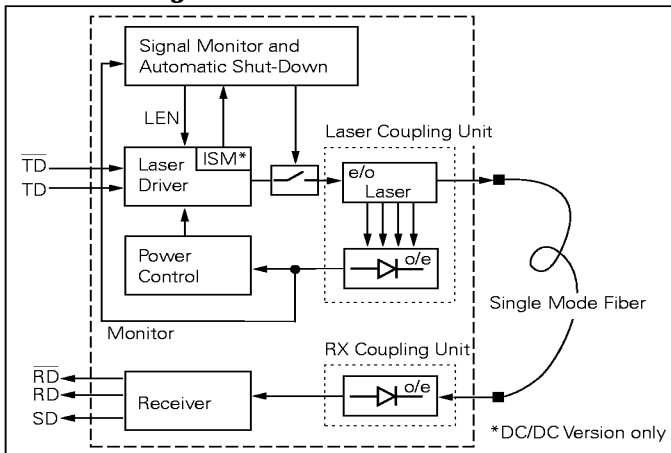 Signal Monitor and
Automatic Shut-Down
LEN
Laser Coupling Unit
TD
TD
Laser
Driver
ISM*
e/o
Laser
Power
Control
o/e
Single Mode Fiber
Monitor
RX Coupling Unit
RD
RD
SD
Receiver
o/e
*DC/DC Version only